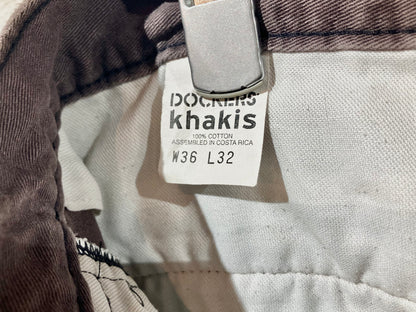 DOCKERS®
khakis
100% COTTON
ASSEMBLED IN COSTA RICA
W36 L32